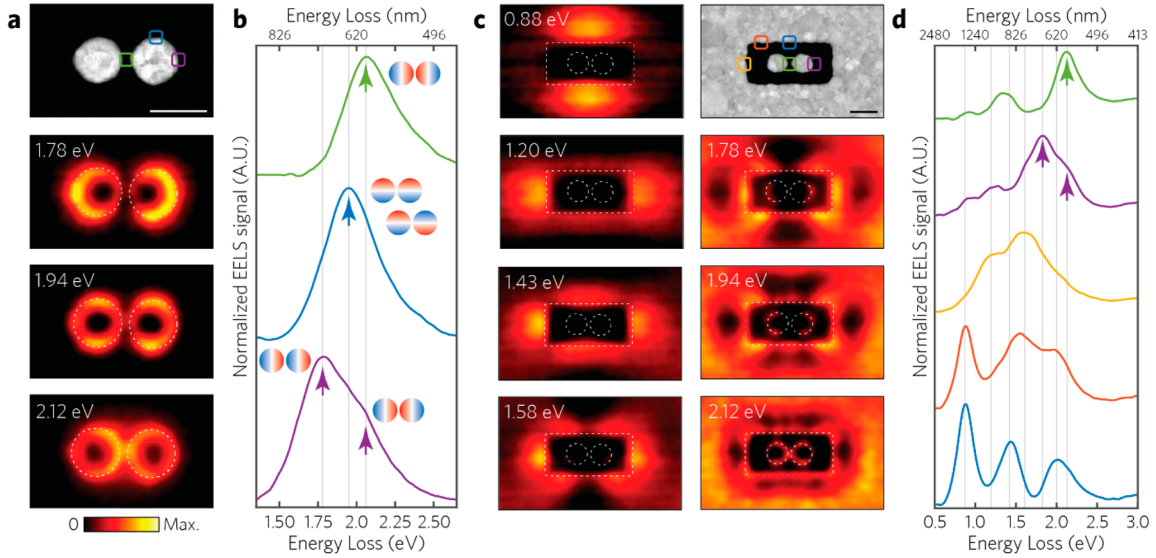 a
1.78 eV
1.94 eV
2.12 eV
0
Max.
b
Energy Loss (nm)
826 620 496
Normalized EELS signal (A.U.)
1.50 1.75 2.00 2.25
Energy Loss (eV)
c
0.88 eV
1.20 eV
1.78 eV
1.43 eV
1.94 eV
1.58 eV
2.12 eV
d
Energy Loss (nm)
2480 1240 826 620 496 413
Normalized EELS signal (A.U.)
0.5 1.0 1.5 2.0 2.5 3.0
Energy Loss (eV)